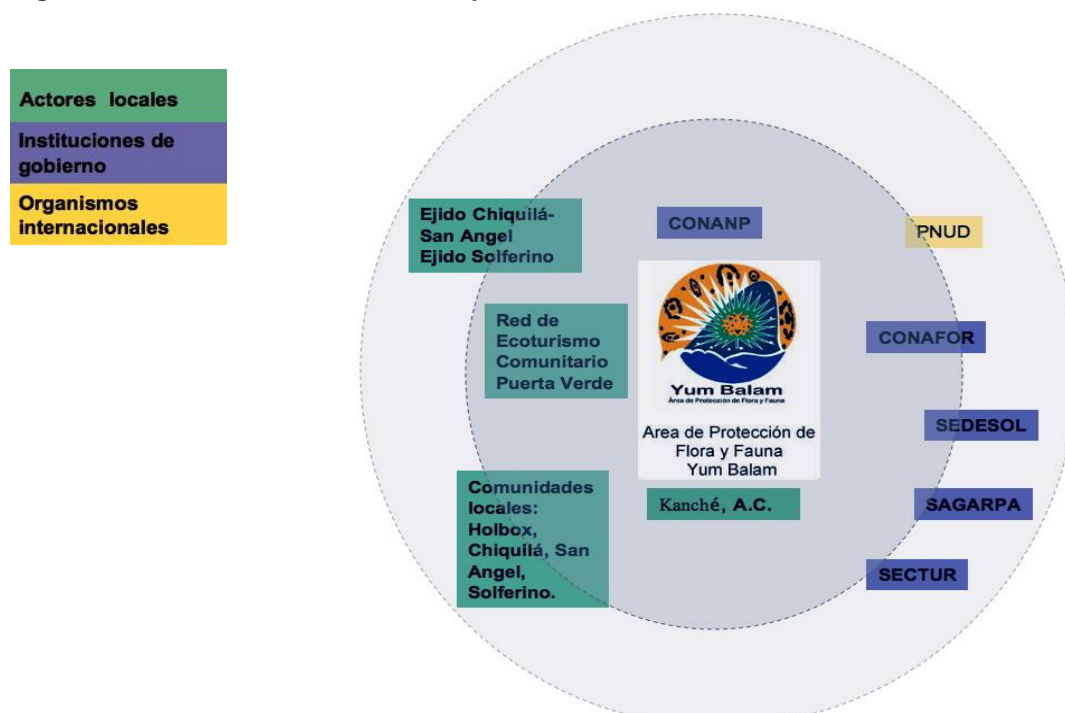 Actores locales
Instituciones de
gobierno
Organismos
internacionales
Ejido Chiquilá-
San Angel
Ejido Solferino
CONANP
PNUD
Red de
Ecoturismo
Comunitario
Puerta Verde
Yum Balam
Área de Protección de Flora y Fauna
CONAFOR
Area de Protección de
Flora y Fauna
Yum Balam
SEDESOL
Comunidades
locales:
Holbox,
Chiquilá, San
Angel,
Solferino.
Kanché, A.C.
SAGARPA
SECTUR